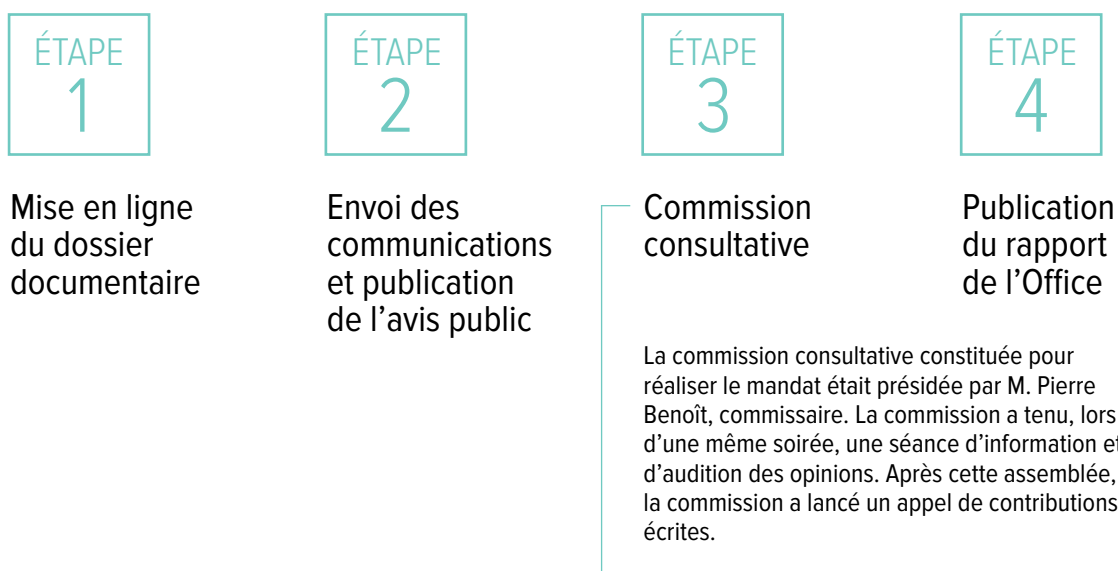 ÉTAPE
1
Mise en ligne
du dossier
documentaire
ÉTAPE
2
Envoi des
communications
et publication
de l’avis public
ÉTAPE
3
Commission
consultative
La commission consultative constituée pour
réaliser le mandat était présidée par M. Pierre
Benoît, commissaire. La commission a tenu, lors
d’une même soirée, une séance d’information et
d’audition des opinions. Après cette assemblée,
la commission a lancé un appel de contributions
écrites.
ÉTAPE
4
Publication
du rapport
de l’Office